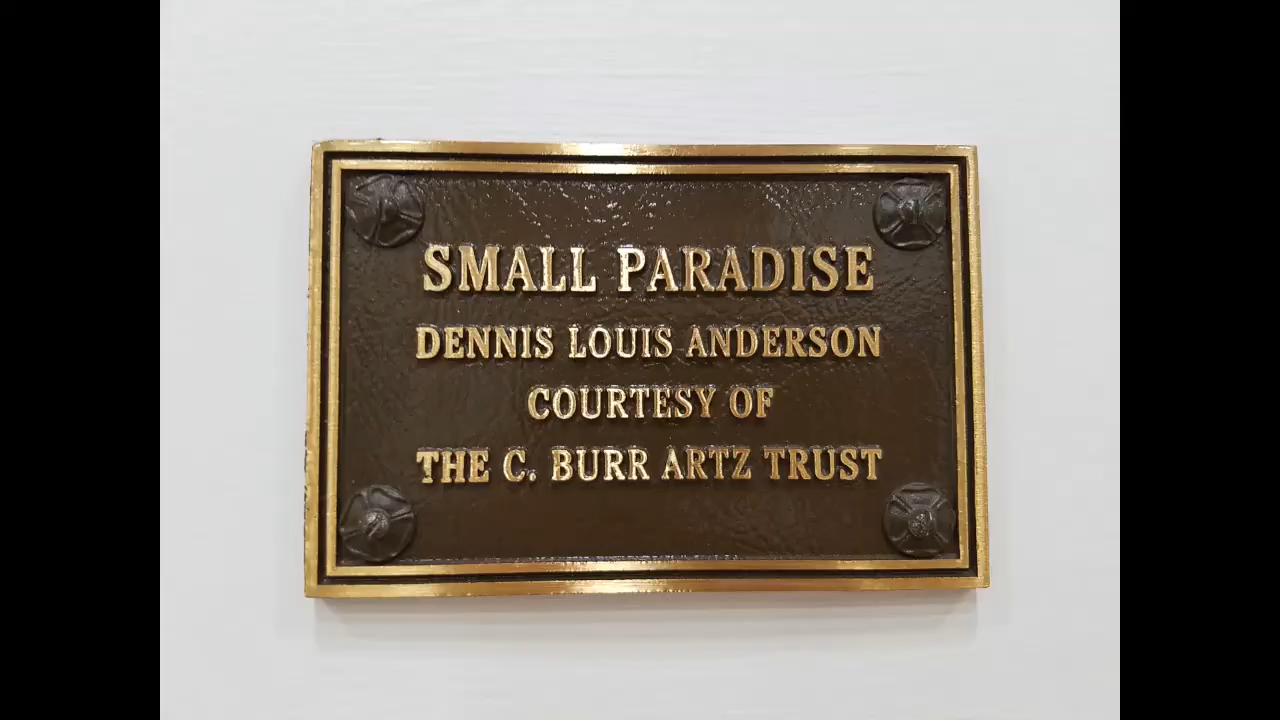 SMALL PARADISE
DENNIS LOUIS ANDERSON
COURTESY OF
THE C. BURR ARTZ TRUST